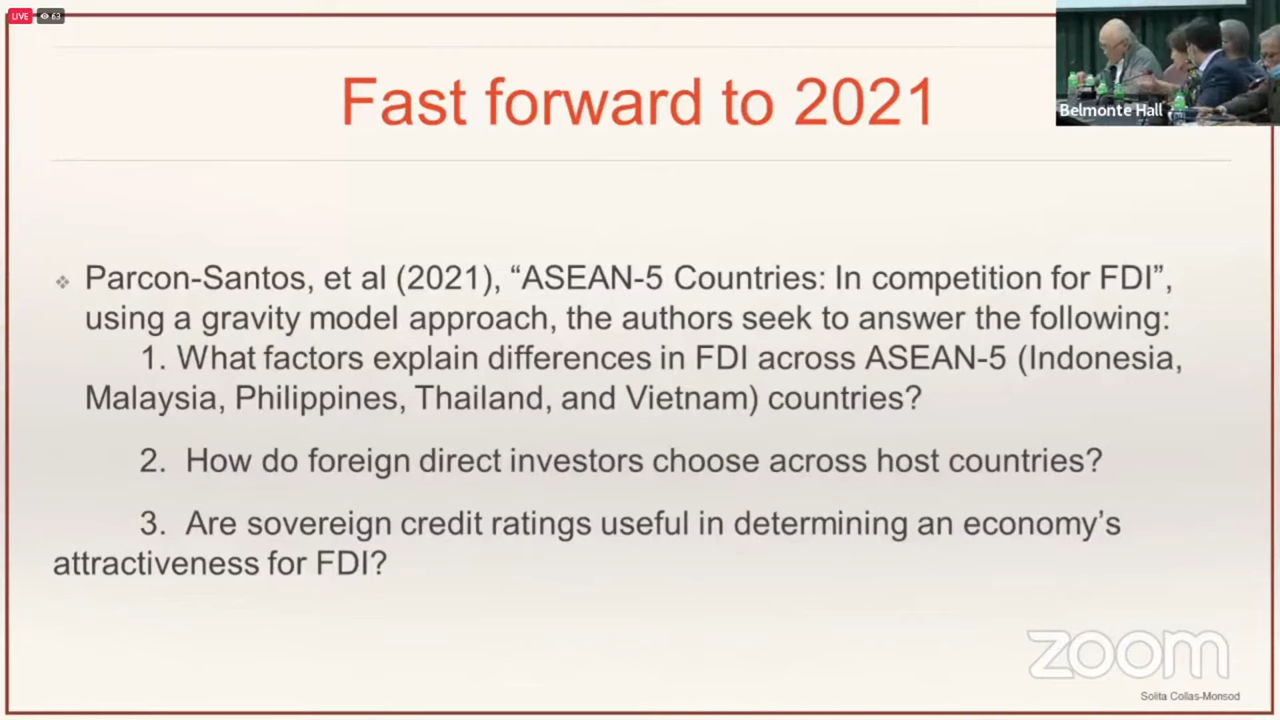 LIVE 63
Fast forward to 2021
Belmonte Hall
Parcon-Santos, et al (2021), “ASEAN-5 Countries: In competition for FDI”,
using a gravity model approach, the authors seek to answer the following:
1. What factors explain differences in FDI across ASEAN-5 (Indonesia,
Malaysia, Philippines, Thailand, and Vietnam) countries?
2. How do foreign direct investors choose across host countries?
3. Are sovereign credit ratings useful in determining an economy’s
attractiveness for FDI?
zoom
Solita Collas-Monsod